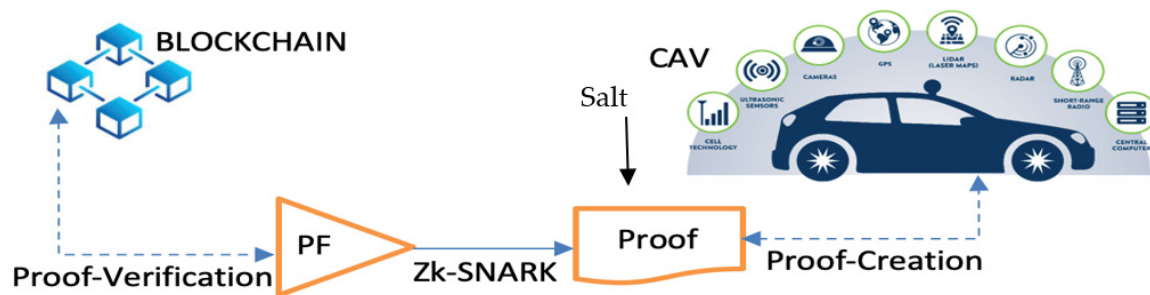 BLOCKCHAIN
CAV
CELL
TECHNOLOGY
ULTRASONIC
SENSORS
CAMERAS
GPS
LIDAR
(LASER MAPS)
RADAR
SHORT-RANGE
RADIO
CENTRAL
COMPUTER
Salt
PF
Proof
Proof-Verification
Zk-SNARK
Proof-Creation